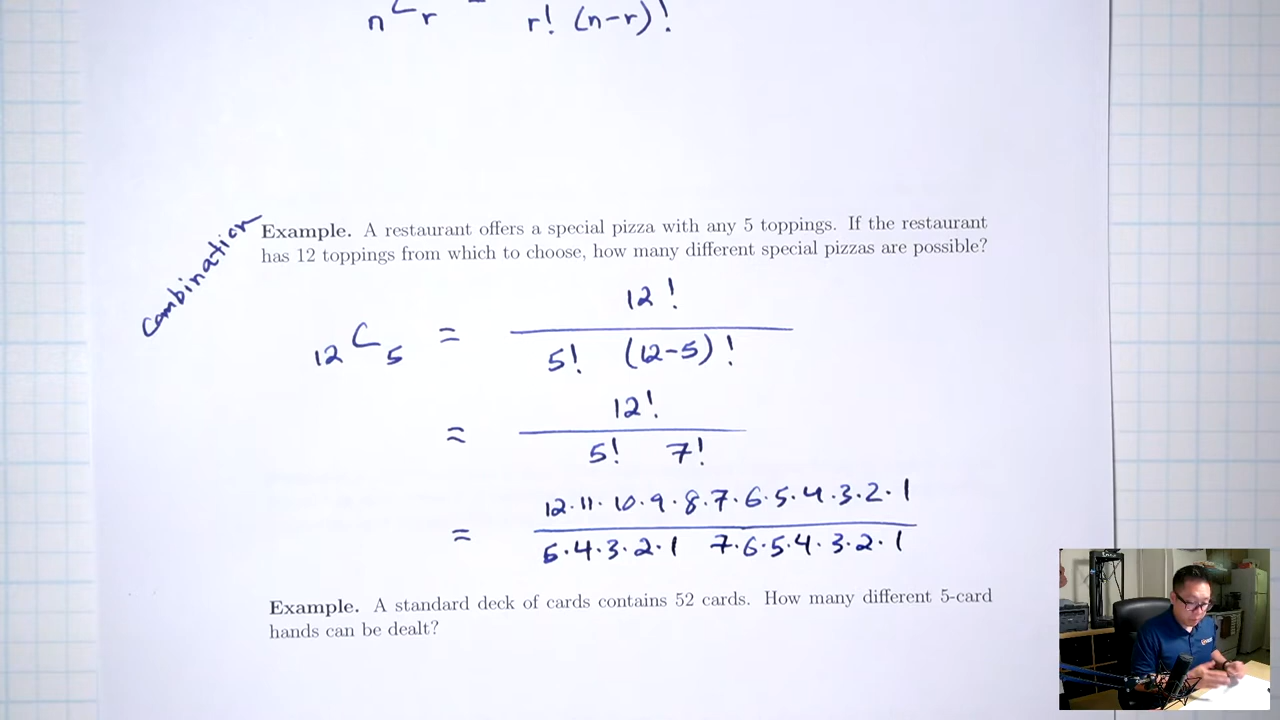 nCr = r! (n-r)!
Combination
Example. A restaurant offers a special pizza with any 5 toppings. If the restaurant
has 12 toppings from which to choose, how many different special pizzas are possible?
12!
12C5 =
5! (12-5)!
12!
=
5! 7!
12·11·10·9·8·7·6·5·4·3·2·1
=
5·4·3·2·1 7·6·5·4·3·2·1
Example. A standard deck of cards contains 52 cards. How many different 5-card
hands can be dealt?